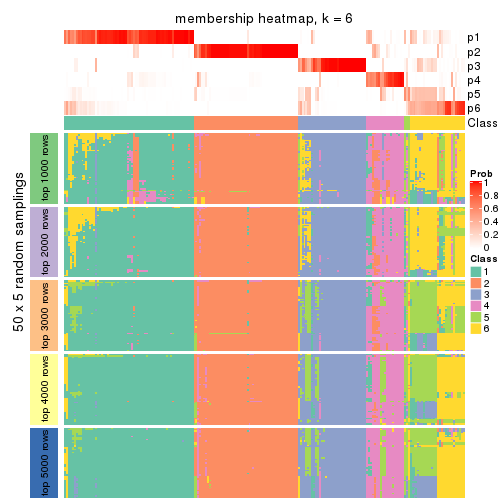 membership heatmap, k = 6
p1
p2
p3
p4
p5
p6
Class
50 x 5 random samplings
top 1000 rows
top 2000 rows
top 3000 rows
top 4000 rows
top 5000 rows
Prob
1
0.8
0.6
0.4
0.2
0
Class
1
2
3
4
5
6